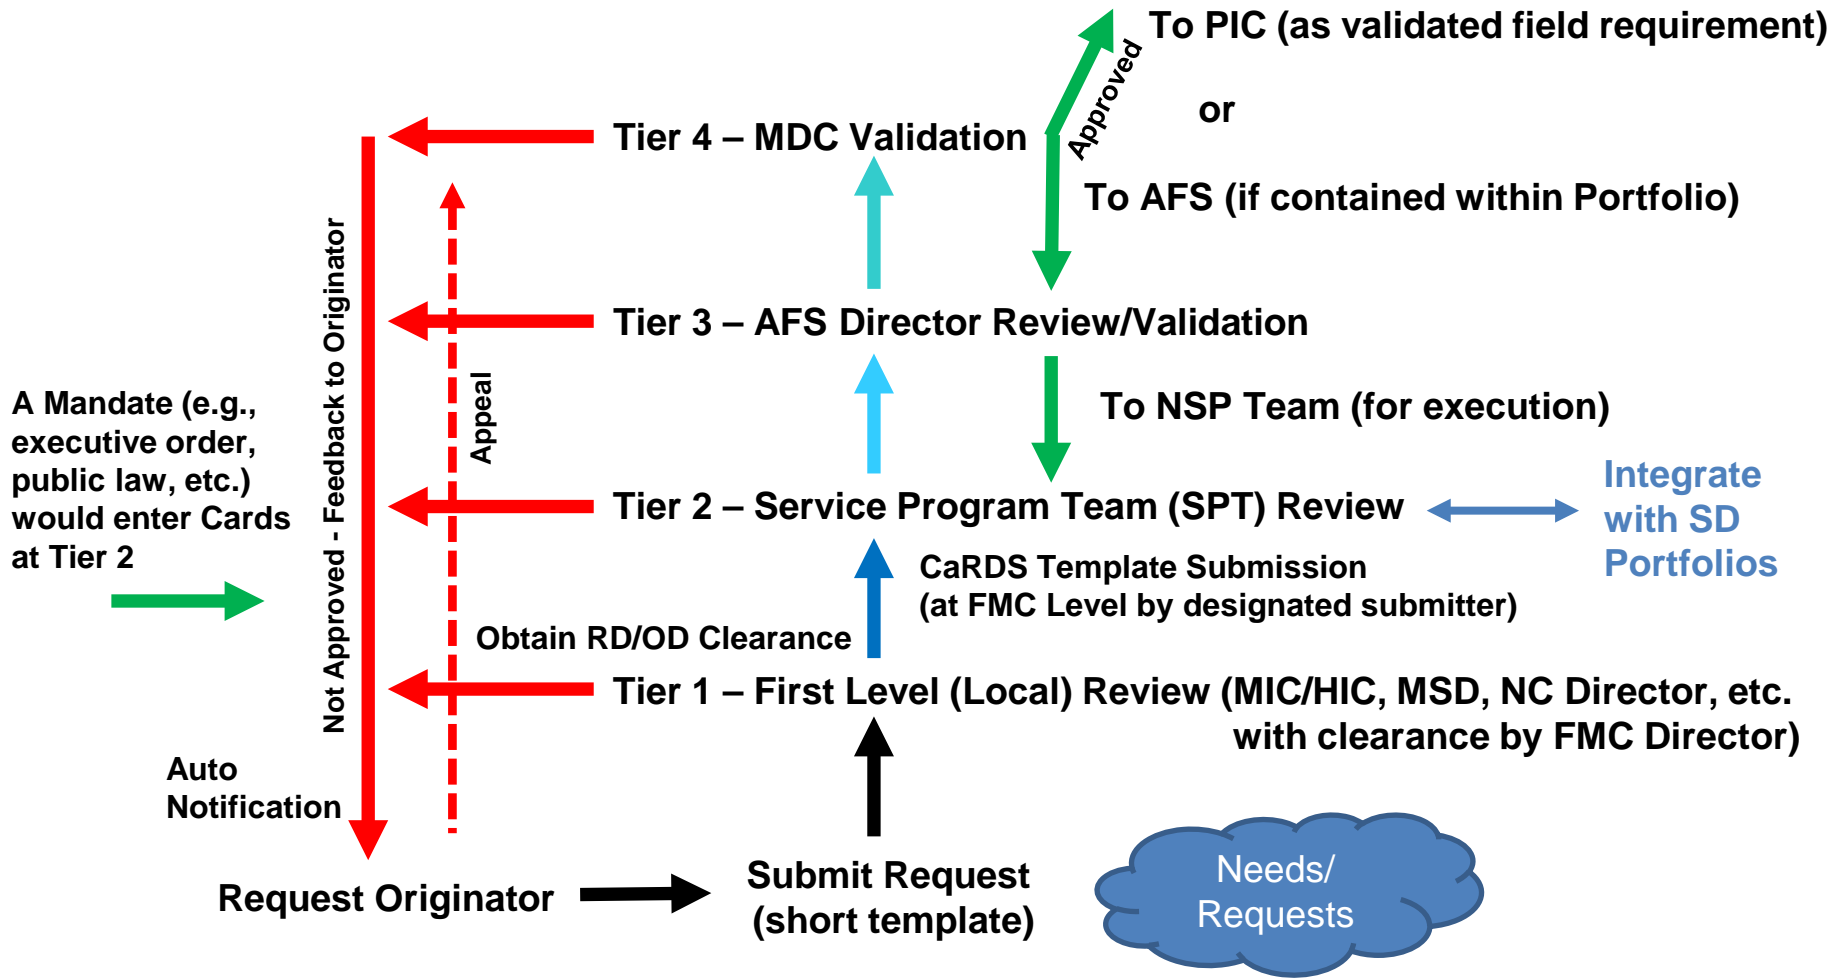 To PIC (as validated field requirement)
Approved
or
Tier 4 – MDC Validation
To AFS (if contained within Portfolio)
Not Approved - Feedback to Originator
Tier 3 – AFS Director Review/Validation
Appeal
A Mandate (e.g.,
executive order,
public law, etc.)
would enter Cards
at Tier 2
To NSP Team (for execution)
Tier 2 – Service Program Team (SPT) Review
Integrate
with SD
Portfolios
CaRDS Template Submission
(at FMC Level by designated submitter)
Obtain RD/OD Clearance
Tier 1 – First Level (Local) Review (MIC/HIC, MSD, NC Director, etc.
with clearance by FMC Director)
Auto
Notification
Request Originator
Submit Request
(short template)
Needs/
Requests